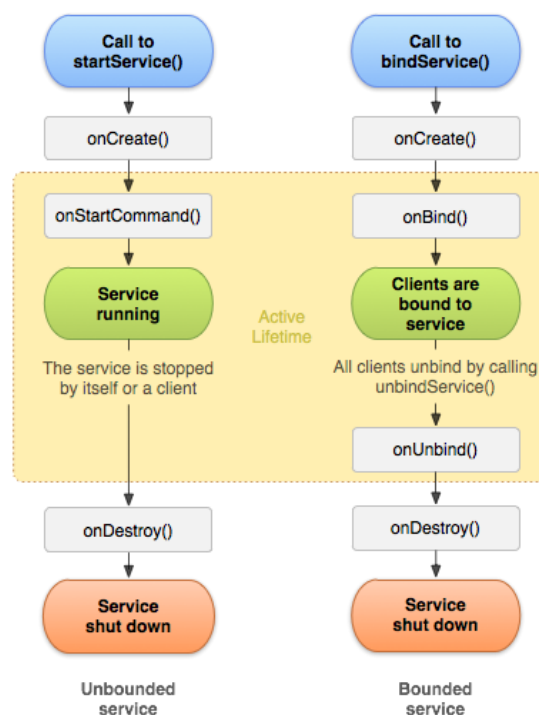 Call to
startService()
onCreate()
onStartCommand()
Service
running
The service is stopped
by itself or a client
onDestroy()
Service
shut down
Unbounded
service
Active
Lifetime
Call to
bindService()
onCreate()
onBind()
Clients are
bound to
service
All clients unbind by calling
unbindService()
onUnbind()
onDestroy()
Service
shut down
Bounded
service